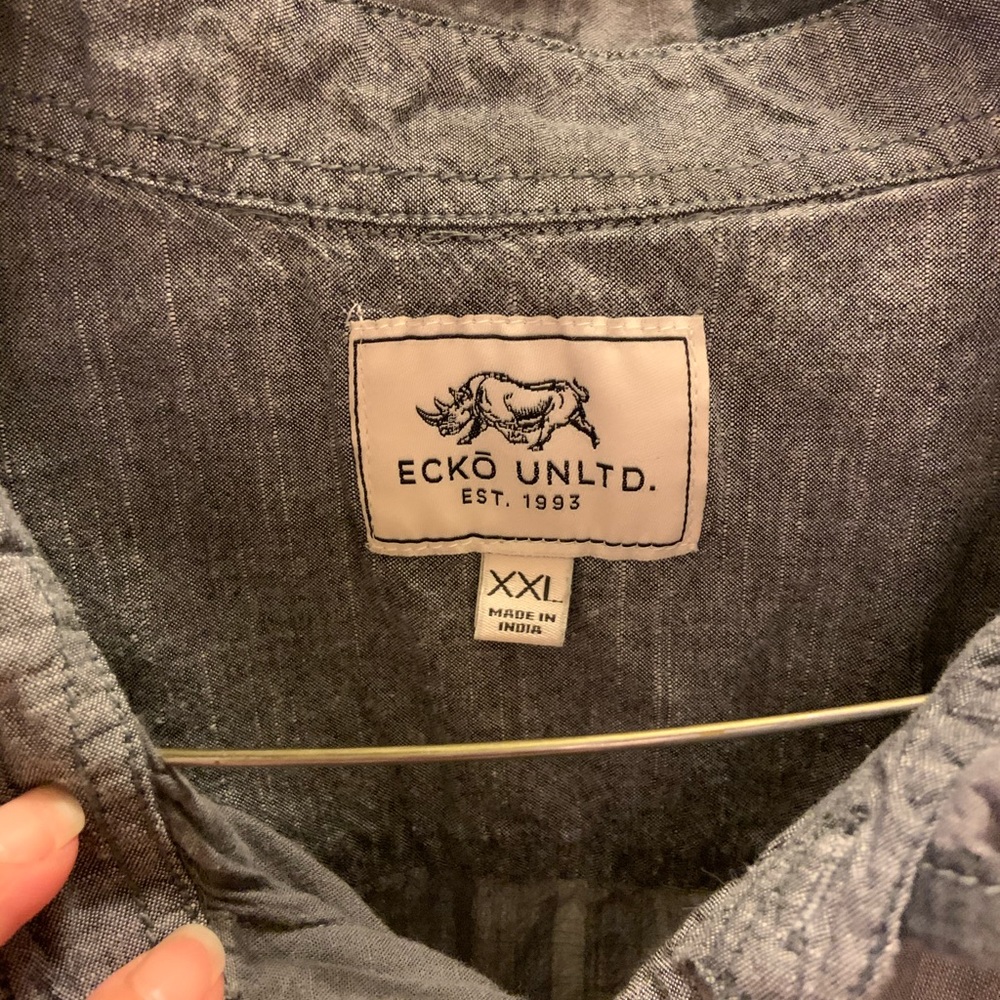 ECKŌ UNLTD.
EST. 1993
XXL
MADE IN
INDIA